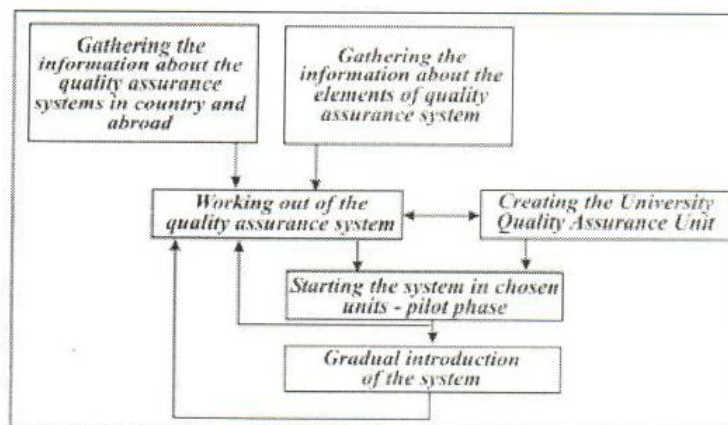 Gathering the
information about the
quality assurance
systems in country and
abroad
Gathering the
information about the
elements of quality
assurance system
Working out of the
quality assurance system
Creating the University
Quality Assurance Unit
Starting the system in chosen
units - pilot phase
Gradual introduction
of the system